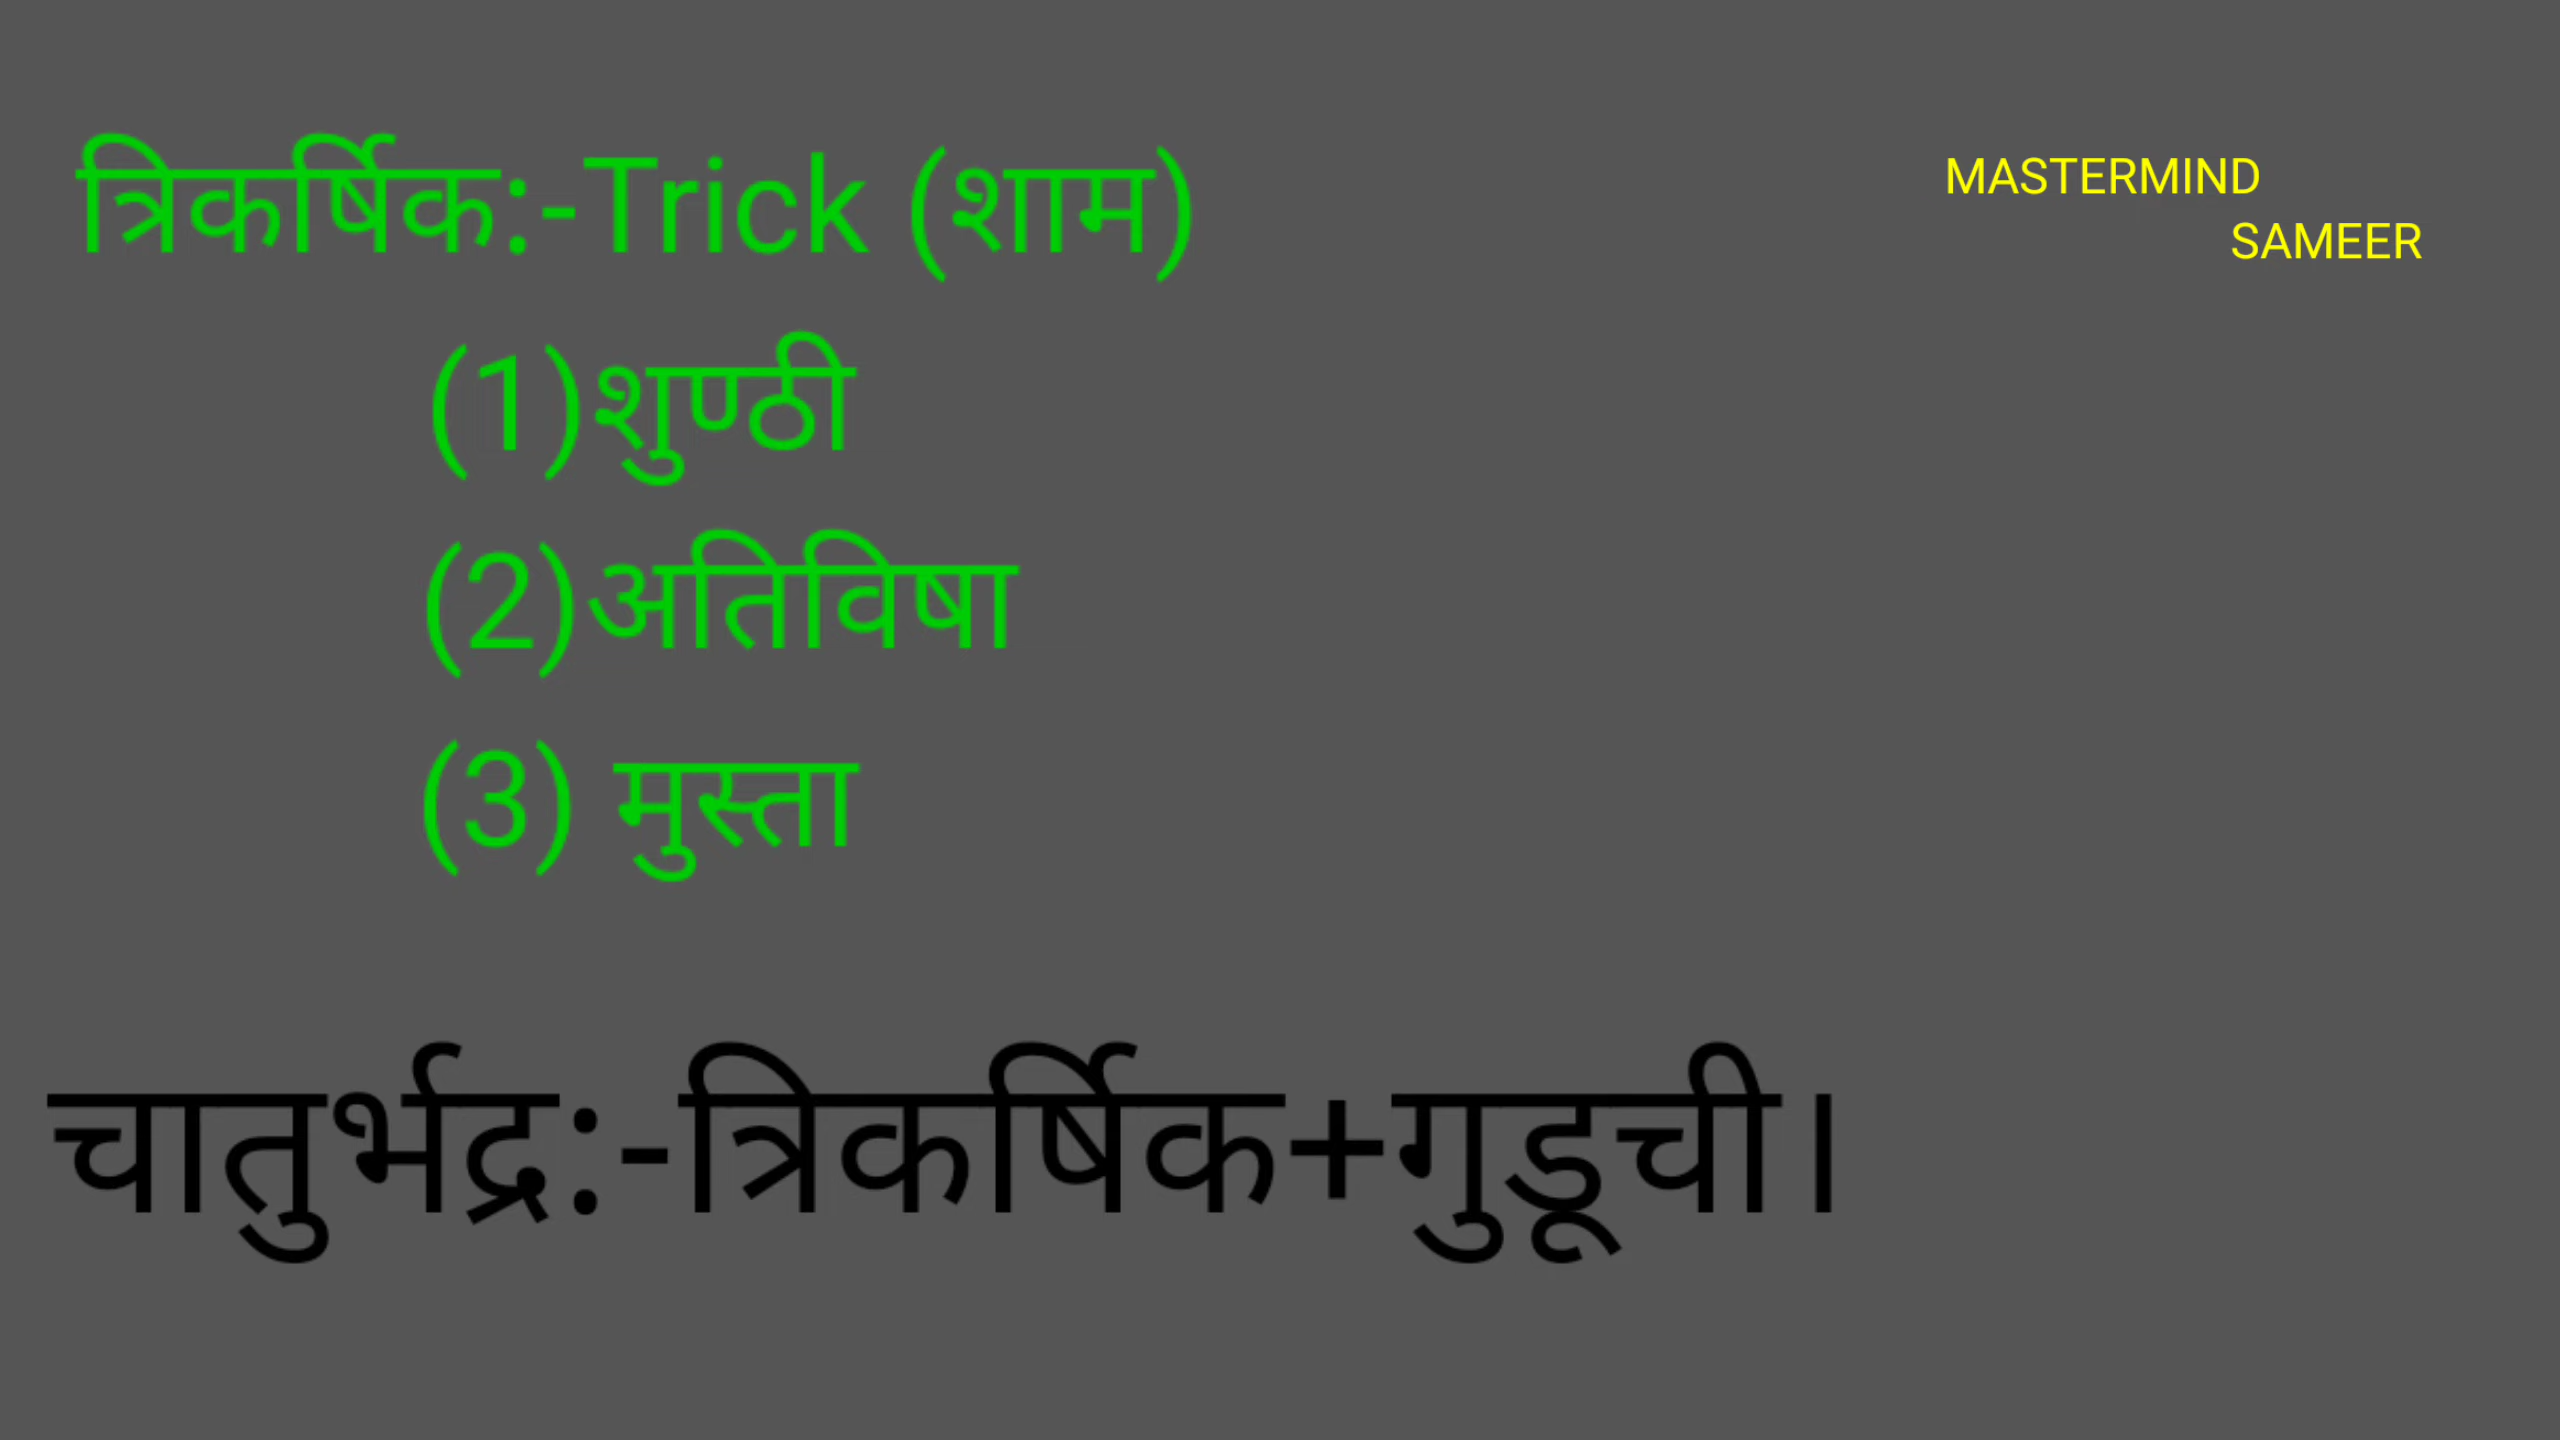 त्रिकर्षिक:-Trick (शाम)
MASTERMIND
SAMEER
(1)शुण्ठी
(2)अतिविषा
(3) मुस्ता
चातुर्भद्र:-त्रिकर्षिक+गुडूची।